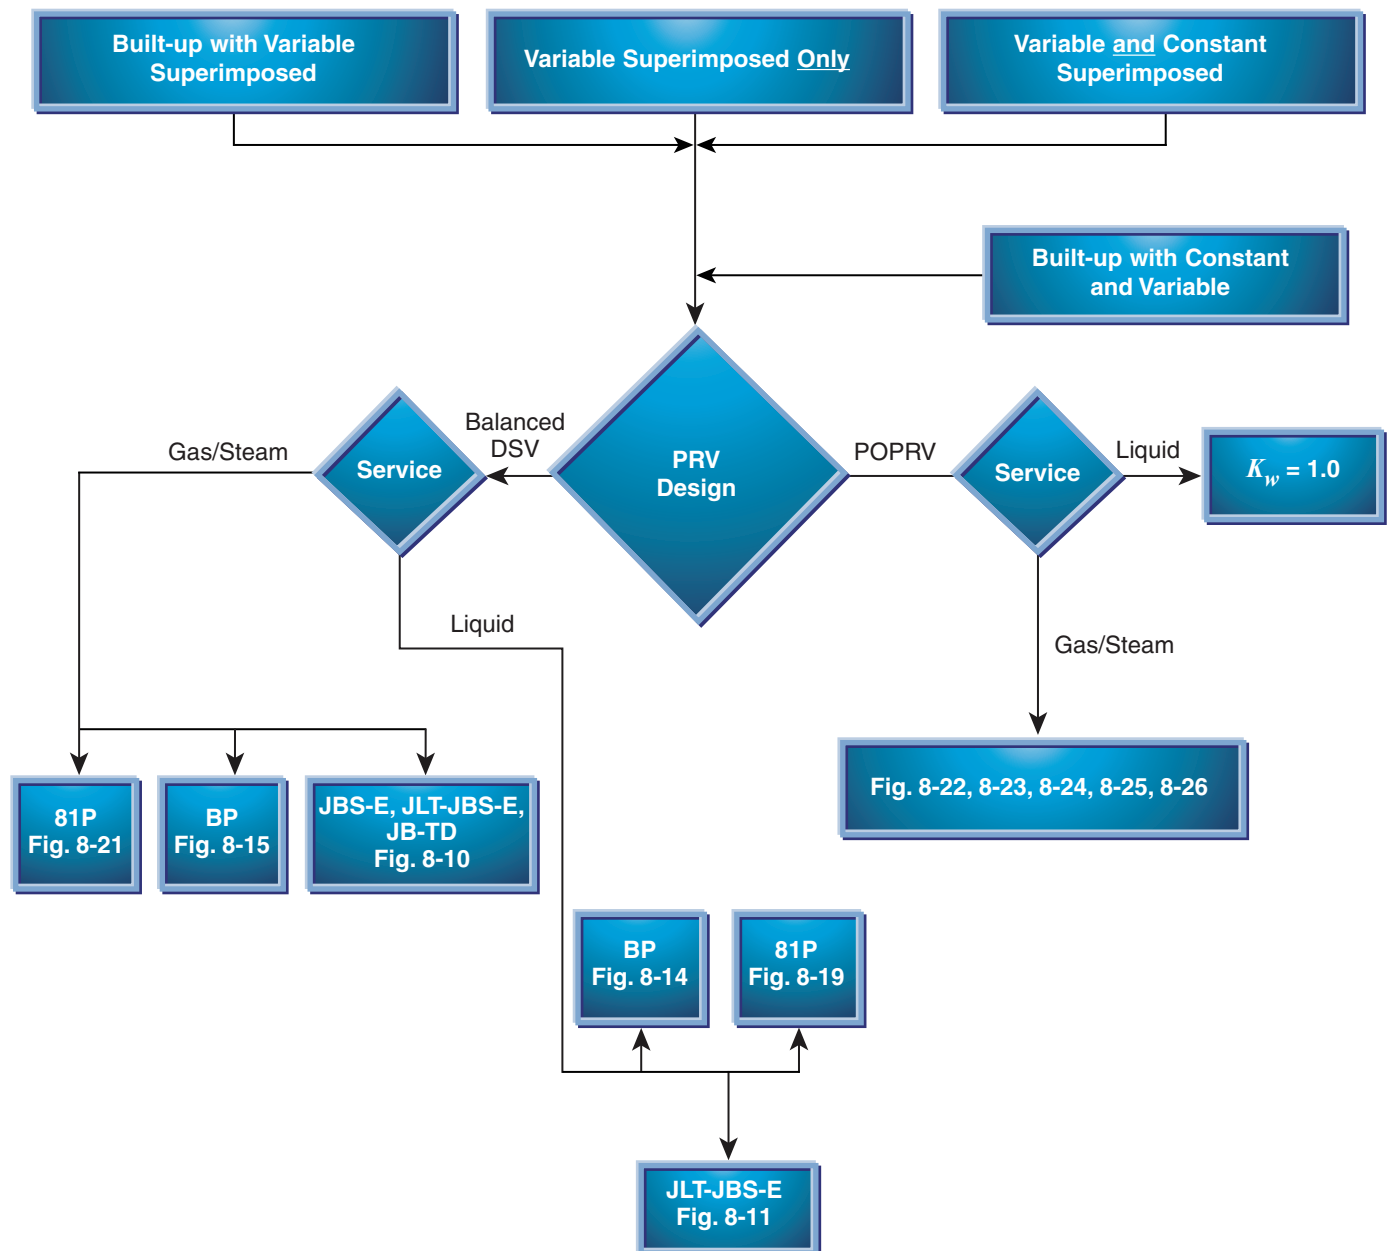 Built-up with Variable
Superimposed
Variable Superimposed Only
Variable and Constant
Superimposed
Built-up with Constant
and Variable
Balanced
DSV
Gas/Steam
Service
PRV
Design
POPRV
Service
Liquid
K_w = 1.0
Liquid
Gas/Steam
Fig. 8-22, 8-23, 8-24, 8-25, 8-26
81P
Fig. 8-21
BP
Fig. 8-15
JBS-E, JLT-JBS-E,
JB-TD
Fig. 8-10
BP
Fig. 8-14
81P
Fig. 8-19
JLT-JBS-E
Fig. 8-11